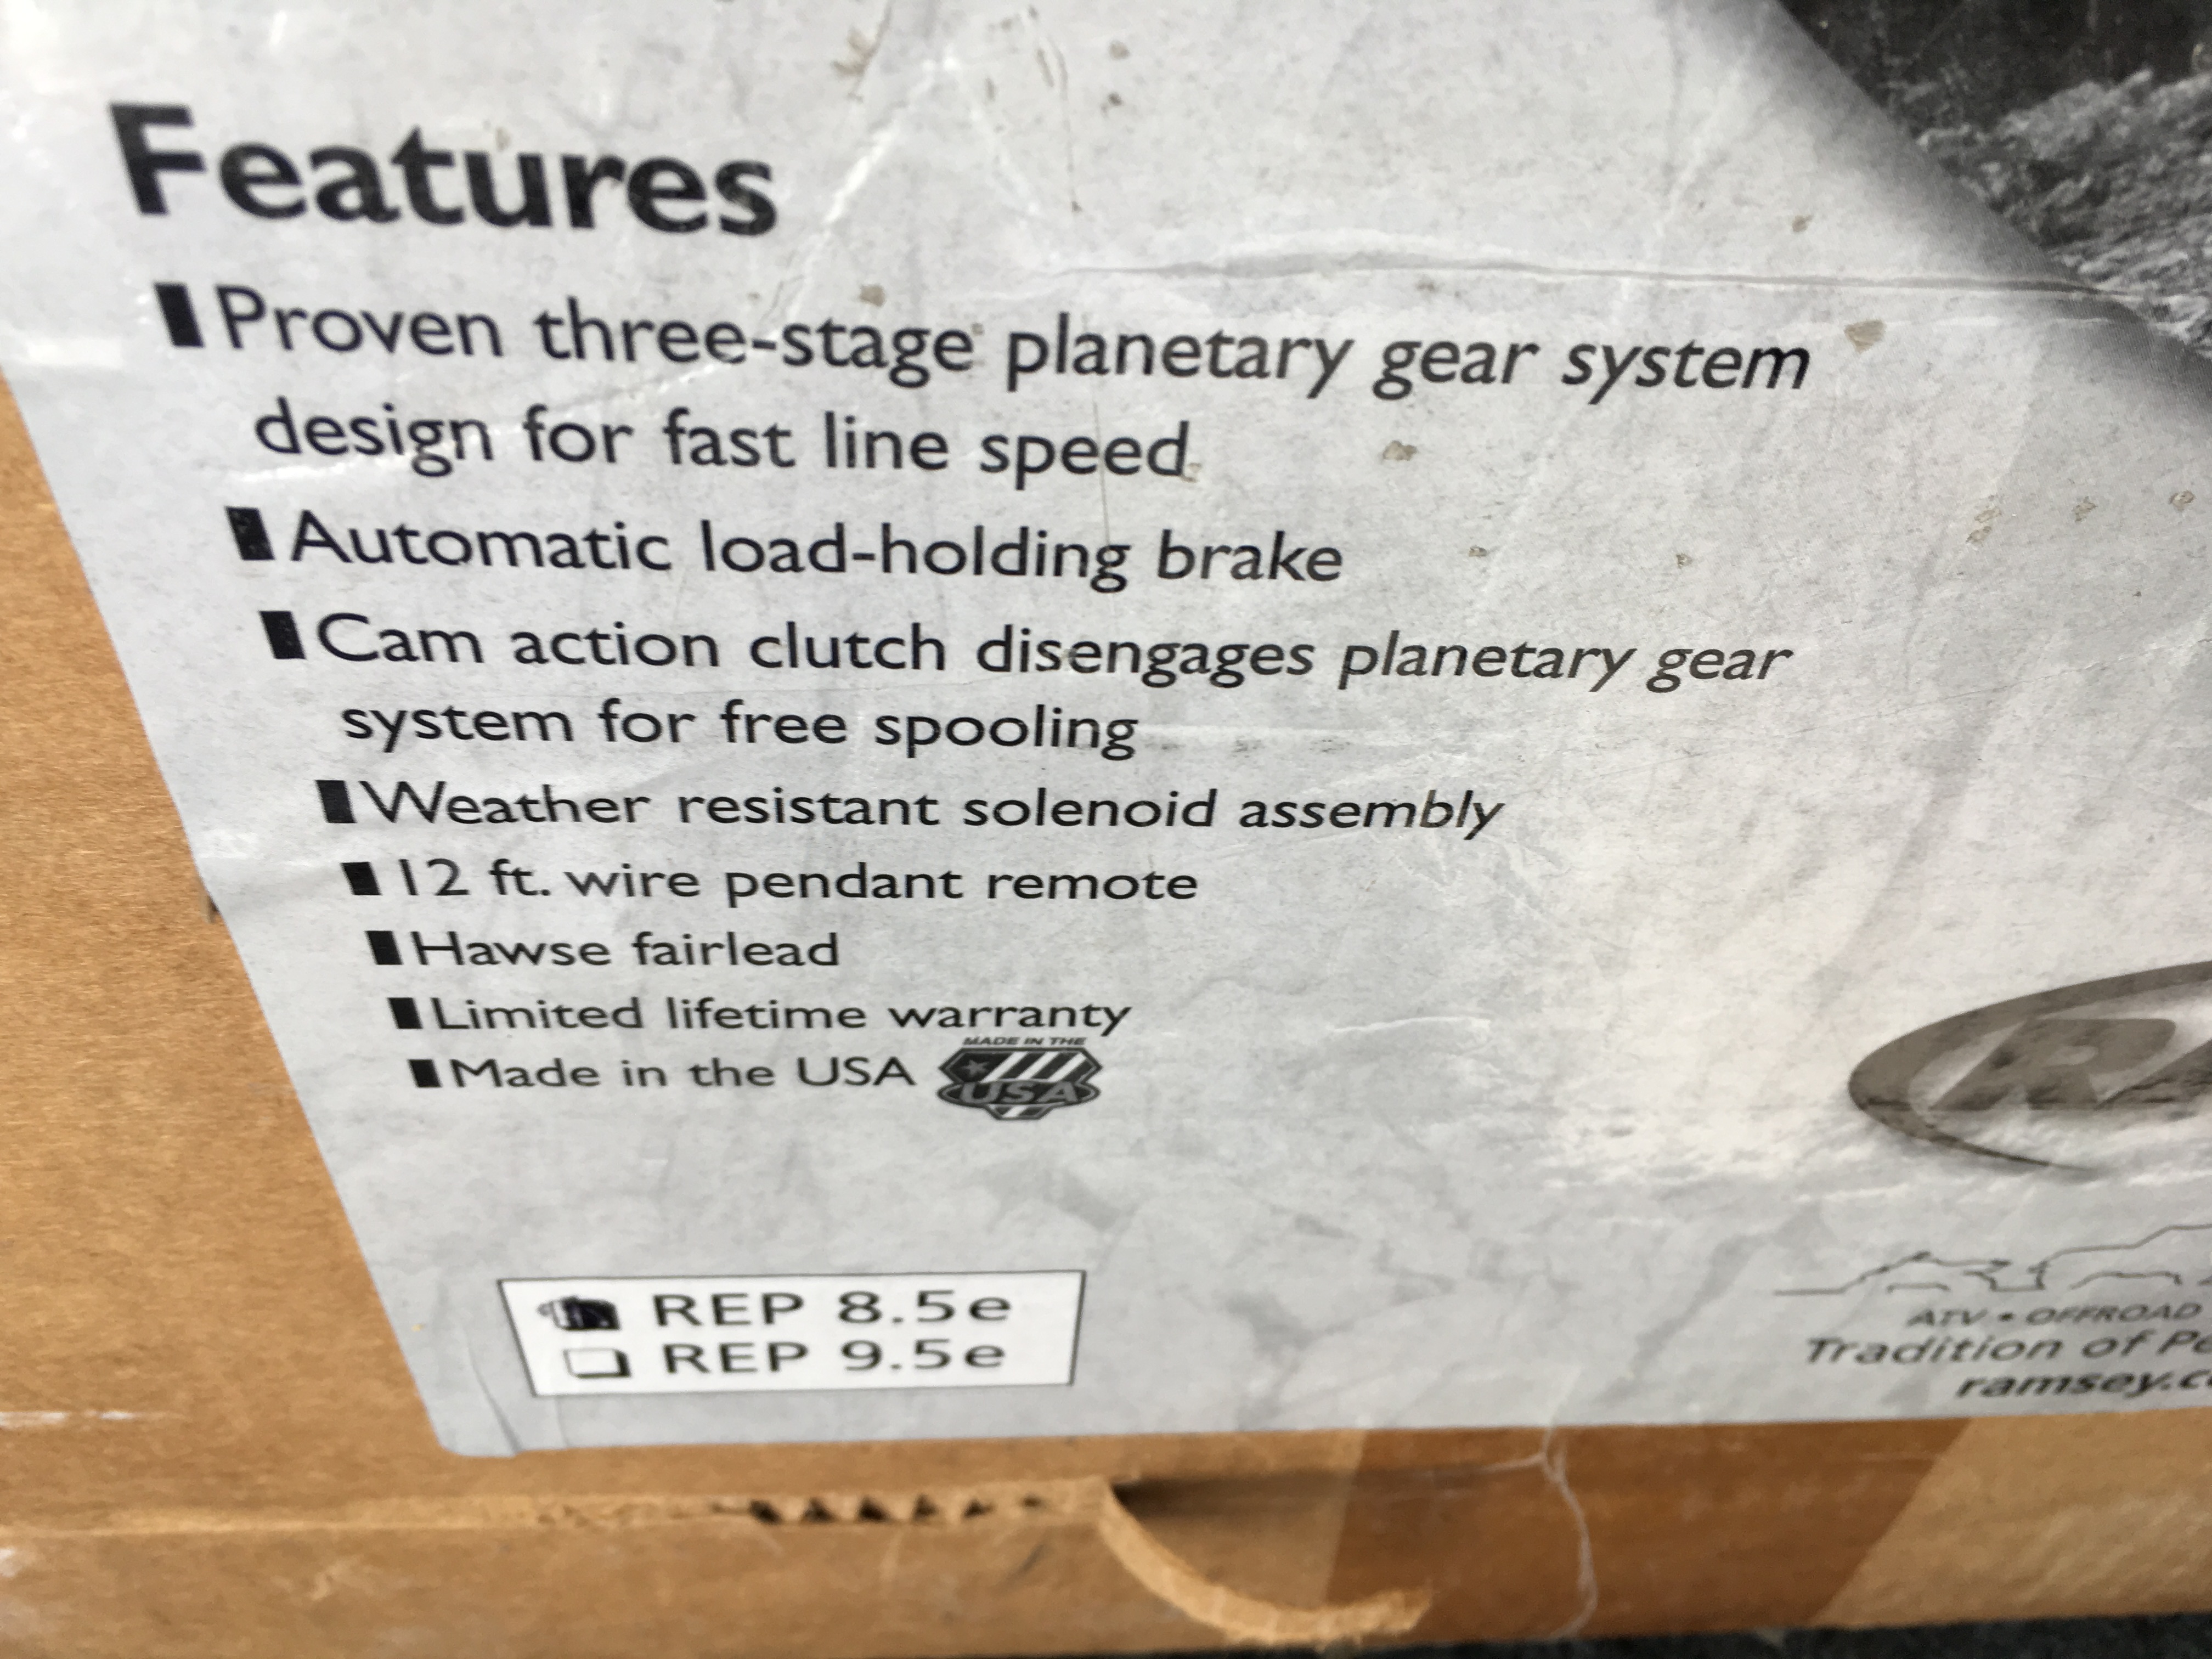 Features
Proven three-stage planetary gear system
design for fast line speed
Automatic load-holding brake
Cam action clutch disengages planetary gear
system for free spooling
Weather resistant solenoid assembly
12 ft. wire pendant remote
Hawse fairlead
Limited lifetime warranty
Made in the USA
MADE IN THE
USA
REP 8.5e
REP 9.5e
RA
ATV • OFFROAD
Tradition of